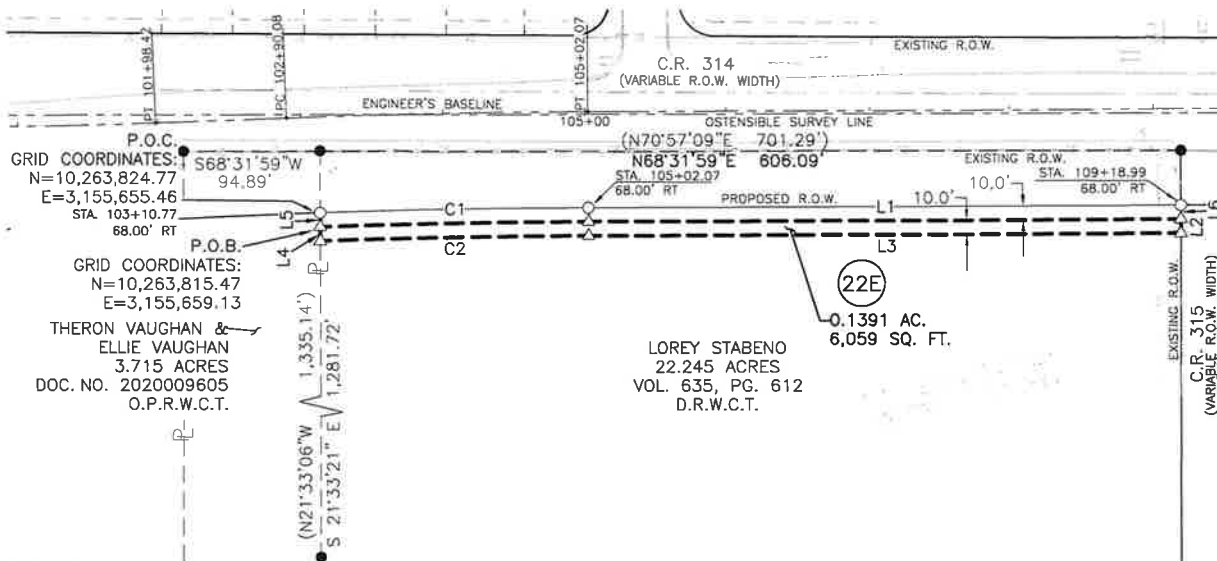 PT 101+98.42
PC 102+90.08
PT 105+02.07
EXISTING R.O.W.
C.R. 314
(VARIABLE R.O.W. WIDTH)
ENGINEER'S BASELINE
105+00
OSTENSIBLE SURVEY LINE
(N70°57'09"E 701.29')
N68°31'59"E 606.09'
P.O.C.
GRID COORDINATES:
N=10,263,824.77
E=3,155,655.46
STA. 103+10.77
68.00' RT
S68°31'59"W
94.89'
STA. 105+02.07
68.00' RT
EXISTING R.O.W.
STA. 109+18.99
68.00' RT
PROPOSED R.O.W.
10.0'
10.0'
C1
L1
L5
L6
L2
C2
L3
L4
P.O.B.
GRID COORDINATES:
N=10,263,815.47
E=3,155,659.13
THERON VAUGHAN &
ELLIE VAUGHAN
3.715 ACRES
DOC. NO. 2020009605
O.P.R.W.C.T.
PL
PL
(N21°33'06"W 1,335.14')
S 21°33'21" E 1,281.72'
22E
0.1391 AC.
6,059 SQ. FT.
LOREY STABENO
22.245 ACRES
VOL. 635, PG. 612
D.R.W.C.T.
EXISTING R.O.W.
C.R. 315
(VARIABLE R.O.W. WIDTH)